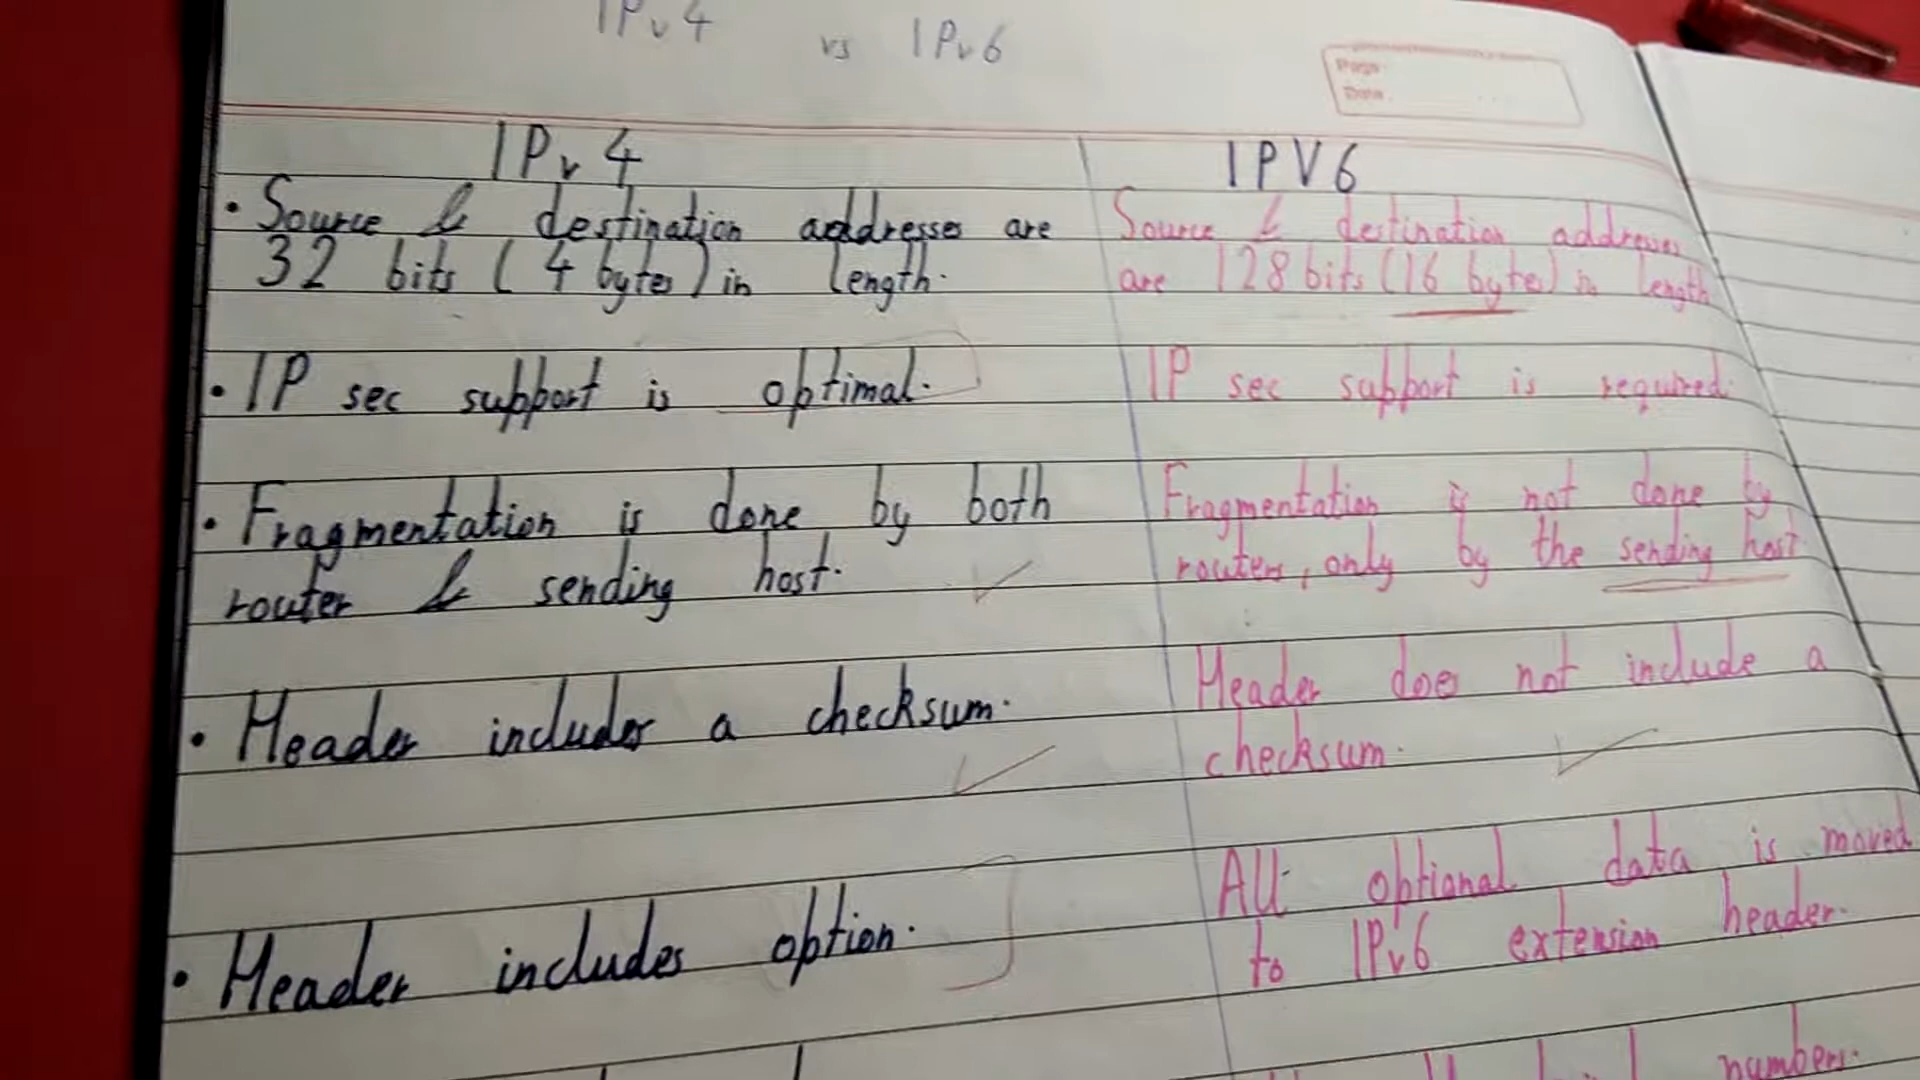 IPv4 vs IPv6
Page
Date
IPv4
• Source & destination addresses are
32 bits (4 bytes) in length.
• IP sec support is optimal.
• Fragmentation is done by both
router & sending host.
• Header includes a checksum.
• Header includes option.
IPV6
Source & destination addresses
are 128 bits (16 bytes) in length
IP sec support is required.
Fragmentation is not done by
routers, only by the sending host.
Header does not include a
checksum.
All optional data is moved
to IPv6 extension header.
numbers.